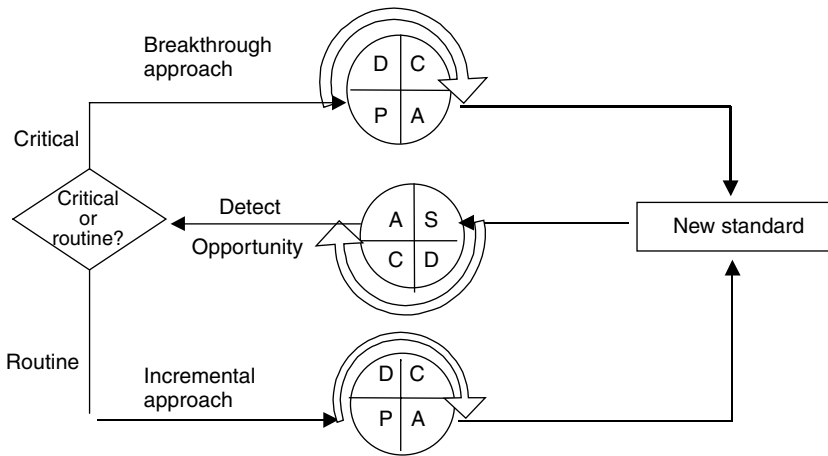 Breakthrough
approach
D C
P A
Critical
Critical
or
routine?
Detect
Opportunity
A S
C D
New standard
Routine
Incremental
approach
D C
P A